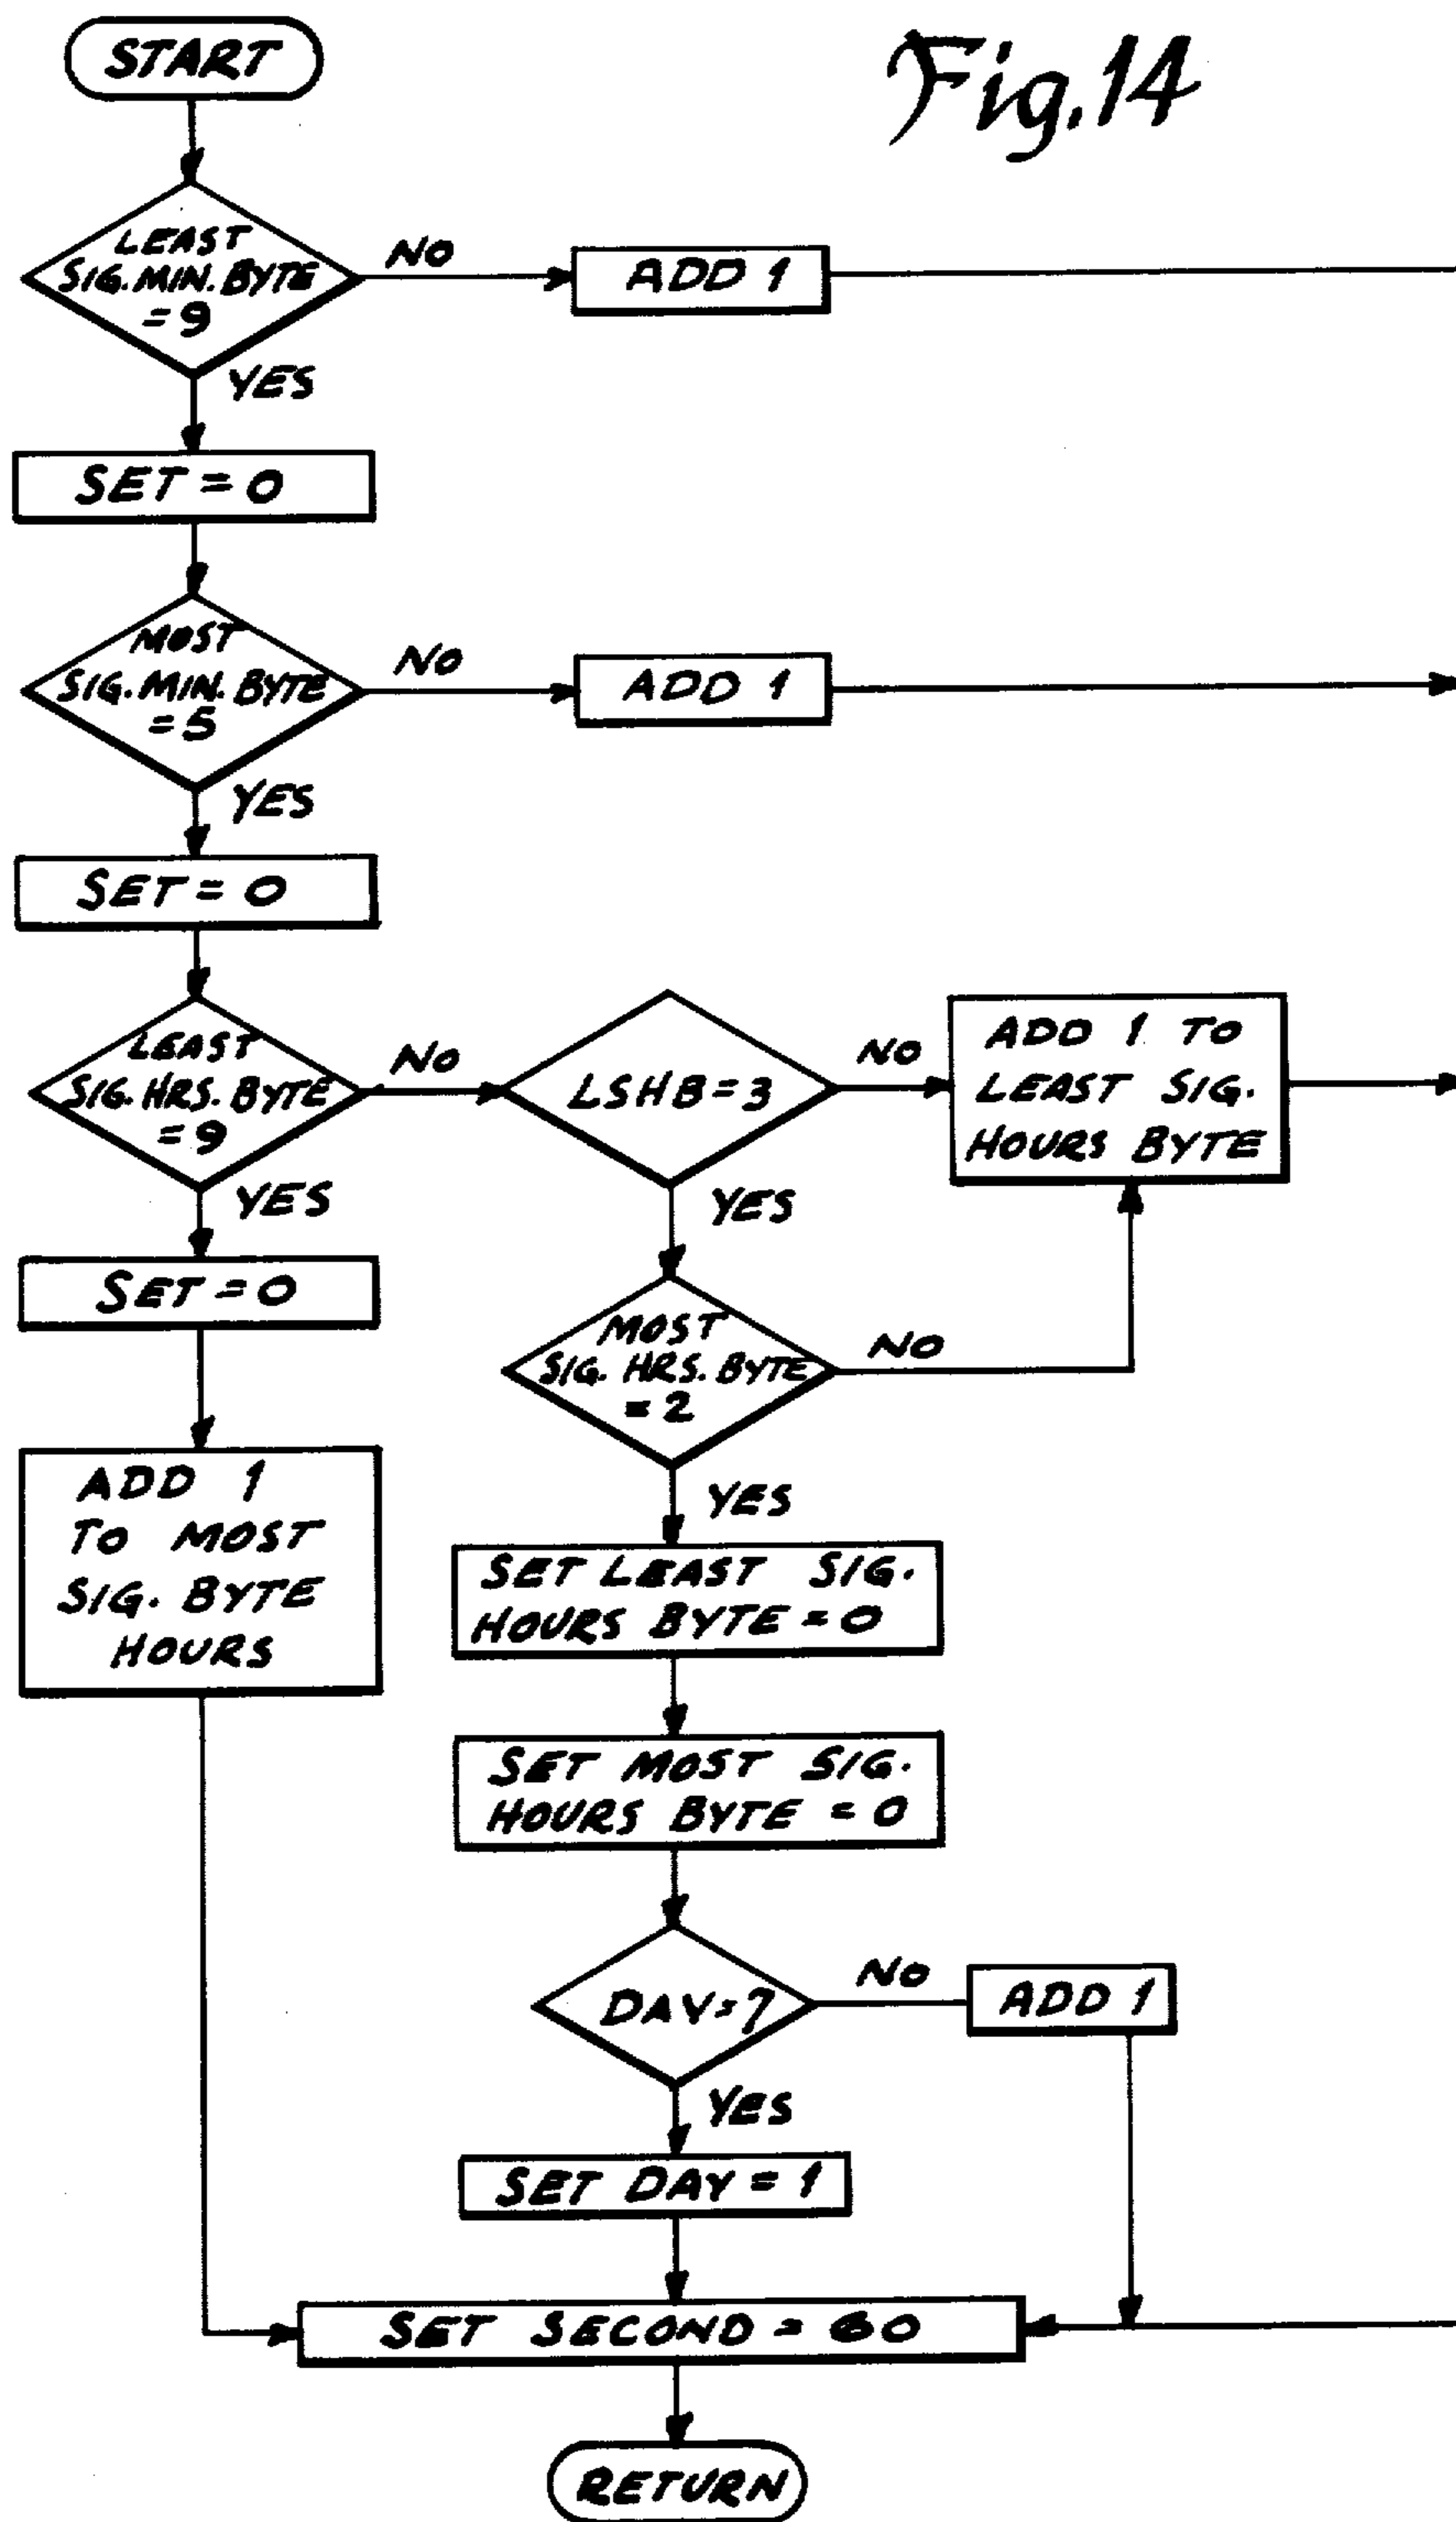 Fig.14
START
LEAST
SIG. MIN. BYTE
= 9
NO
ADD 1
YES
SET = 0
MOST
SIG. MIN. BYTE
= 5
NO
ADD 1
YES
SET = 0
LEAST
SIG. HRS. BYTE
= 9
NO
LSHB = 3
NO
ADD 1 TO
LEAST SIG.
HOURS BYTE
YES
YES
SET = 0
MOST
SIG. HRS. BYTE
= 2
NO
ADD 1
TO MOST
SIG. BYTE
HOURS
YES
SET LEAST SIG.
HOURS BYTE = 0
SET MOST SIG.
HOURS BYTE = 0
DAY = 7
NO
ADD 1
YES
SET DAY = 1
SET SECOND = 60
RETURN